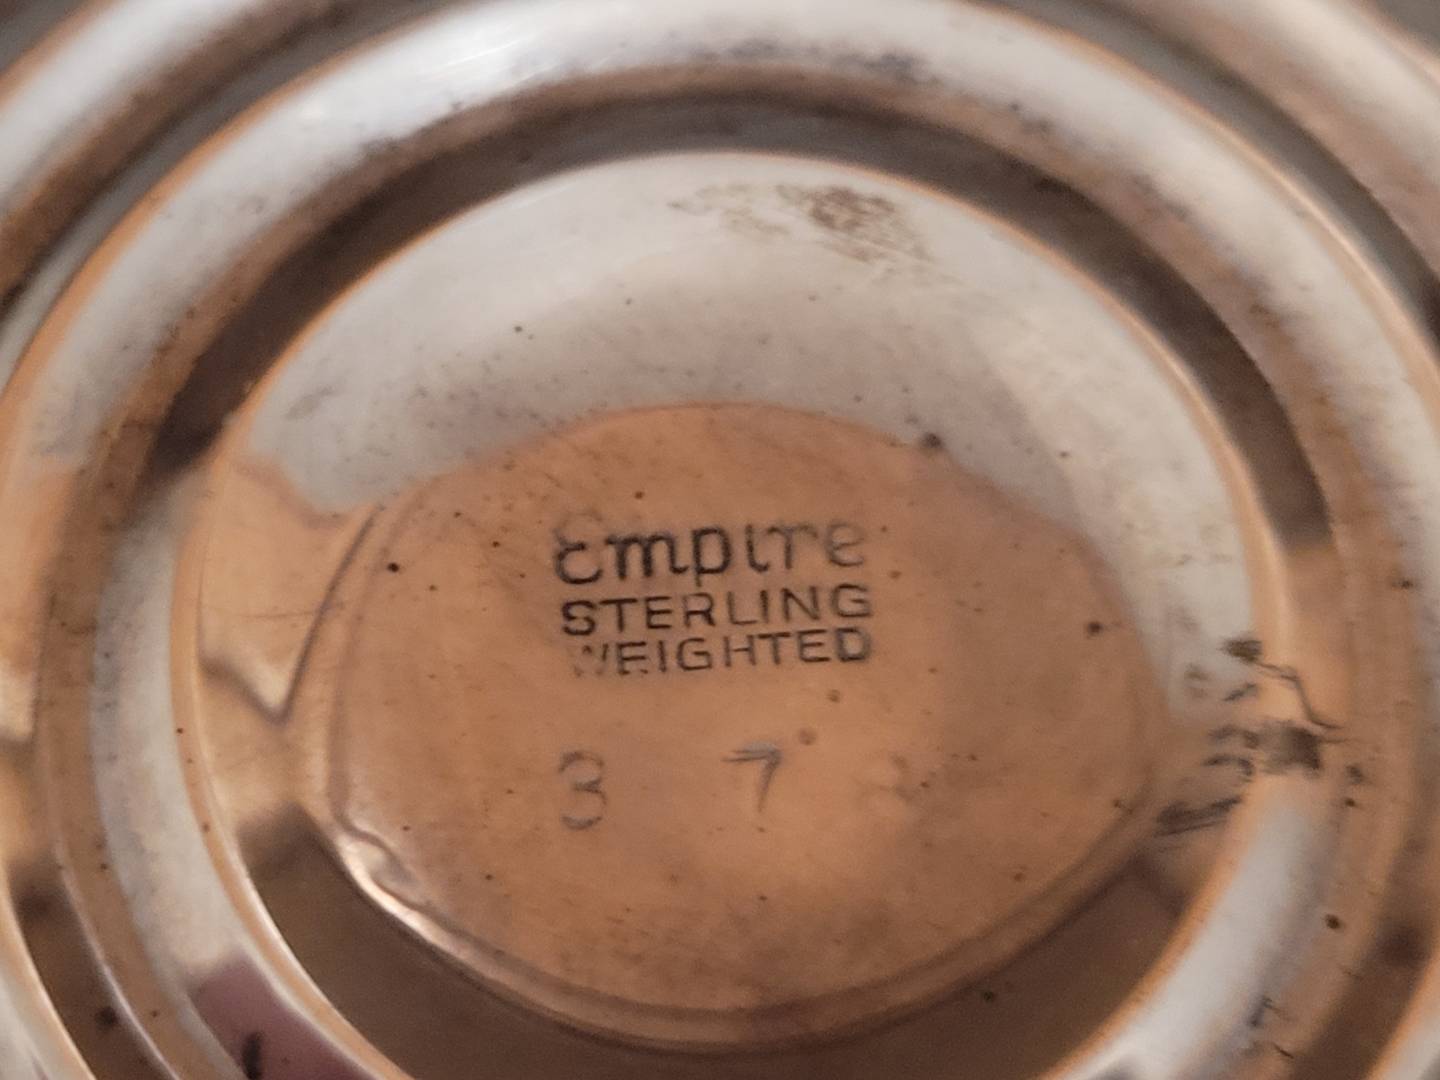 Empire
STERLING
WEIGHTED
3 7